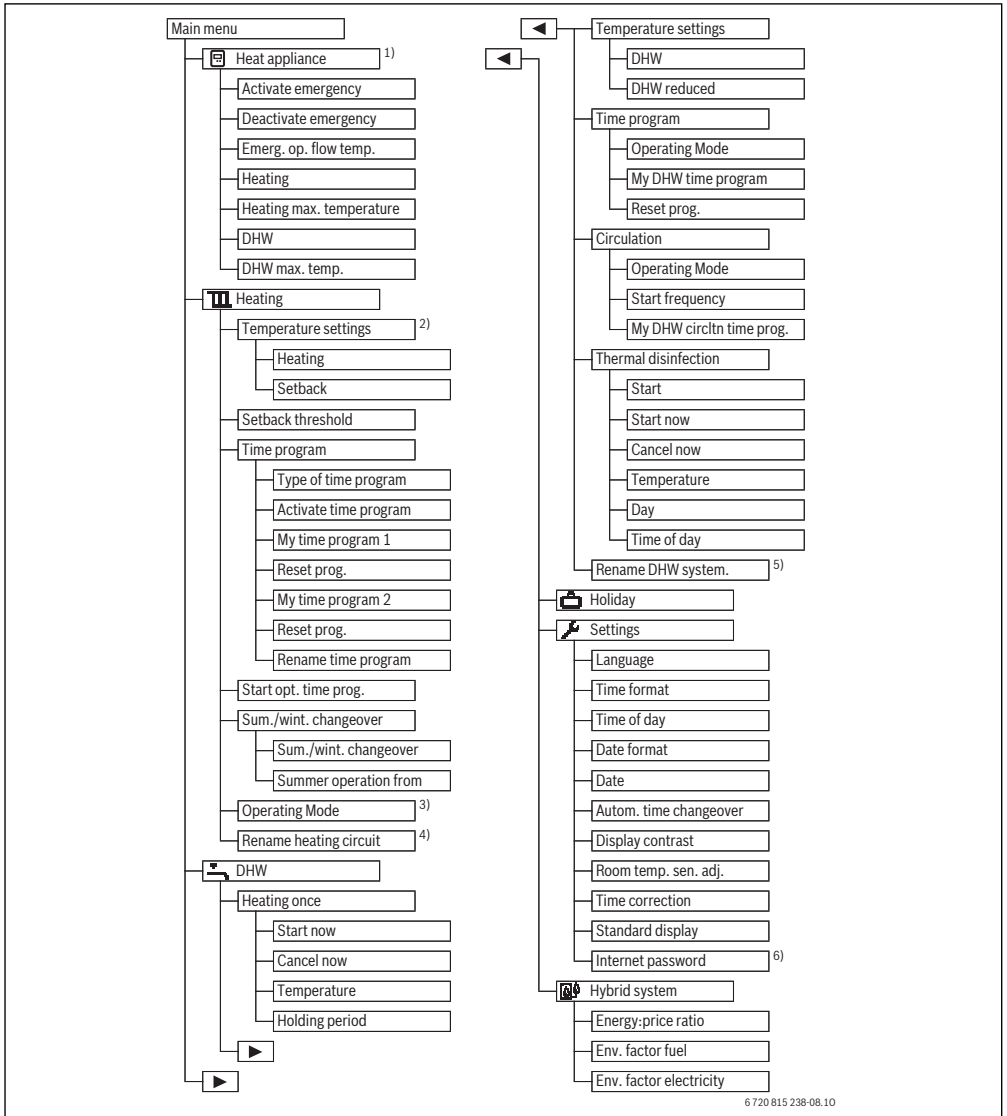 Main menu
Heat appliance 1)
Activate emergency
Deactivate emergency
Emerg. op. flow temp.
Heating
Heating max. temperature
DHW
DHW max. temp.
Heating
Temperature settings 2)
Heating
Setback
Setback threshold
Time program
Type of time program
Activate time program
My time program 1
Reset prog.
My time program 2
Reset prog.
Rename time program
Start opt. time prog.
Sum./wint. changeover
Sum./wint. changeover
Summer operation from
Operating Mode 3)
Rename heating circuit 4)
DHW
Heating once
Start now
Cancel now
Temperature
Holding period
Temperature settings
DHW
DHW reduced
Time program
Operating Mode
My DHW time program
Reset prog.
Circulation
Operating Mode
Start frequency
My DHW circltn time prog.
Thermal disinfection
Start
Start now
Cancel now
Temperature
Day
Time of day
Rename DHW system. 5)
Holiday
Settings
Language
Time format
Time of day
Date format
Date
Autom. time changeover
Display contrast
Room temp. sen. adj.
Time correction
Standard display
Internet password 6)
Hybrid system
Energy:price ratio
Env. factor fuel
Env. factor electricity
6 720 815 238-08.1O